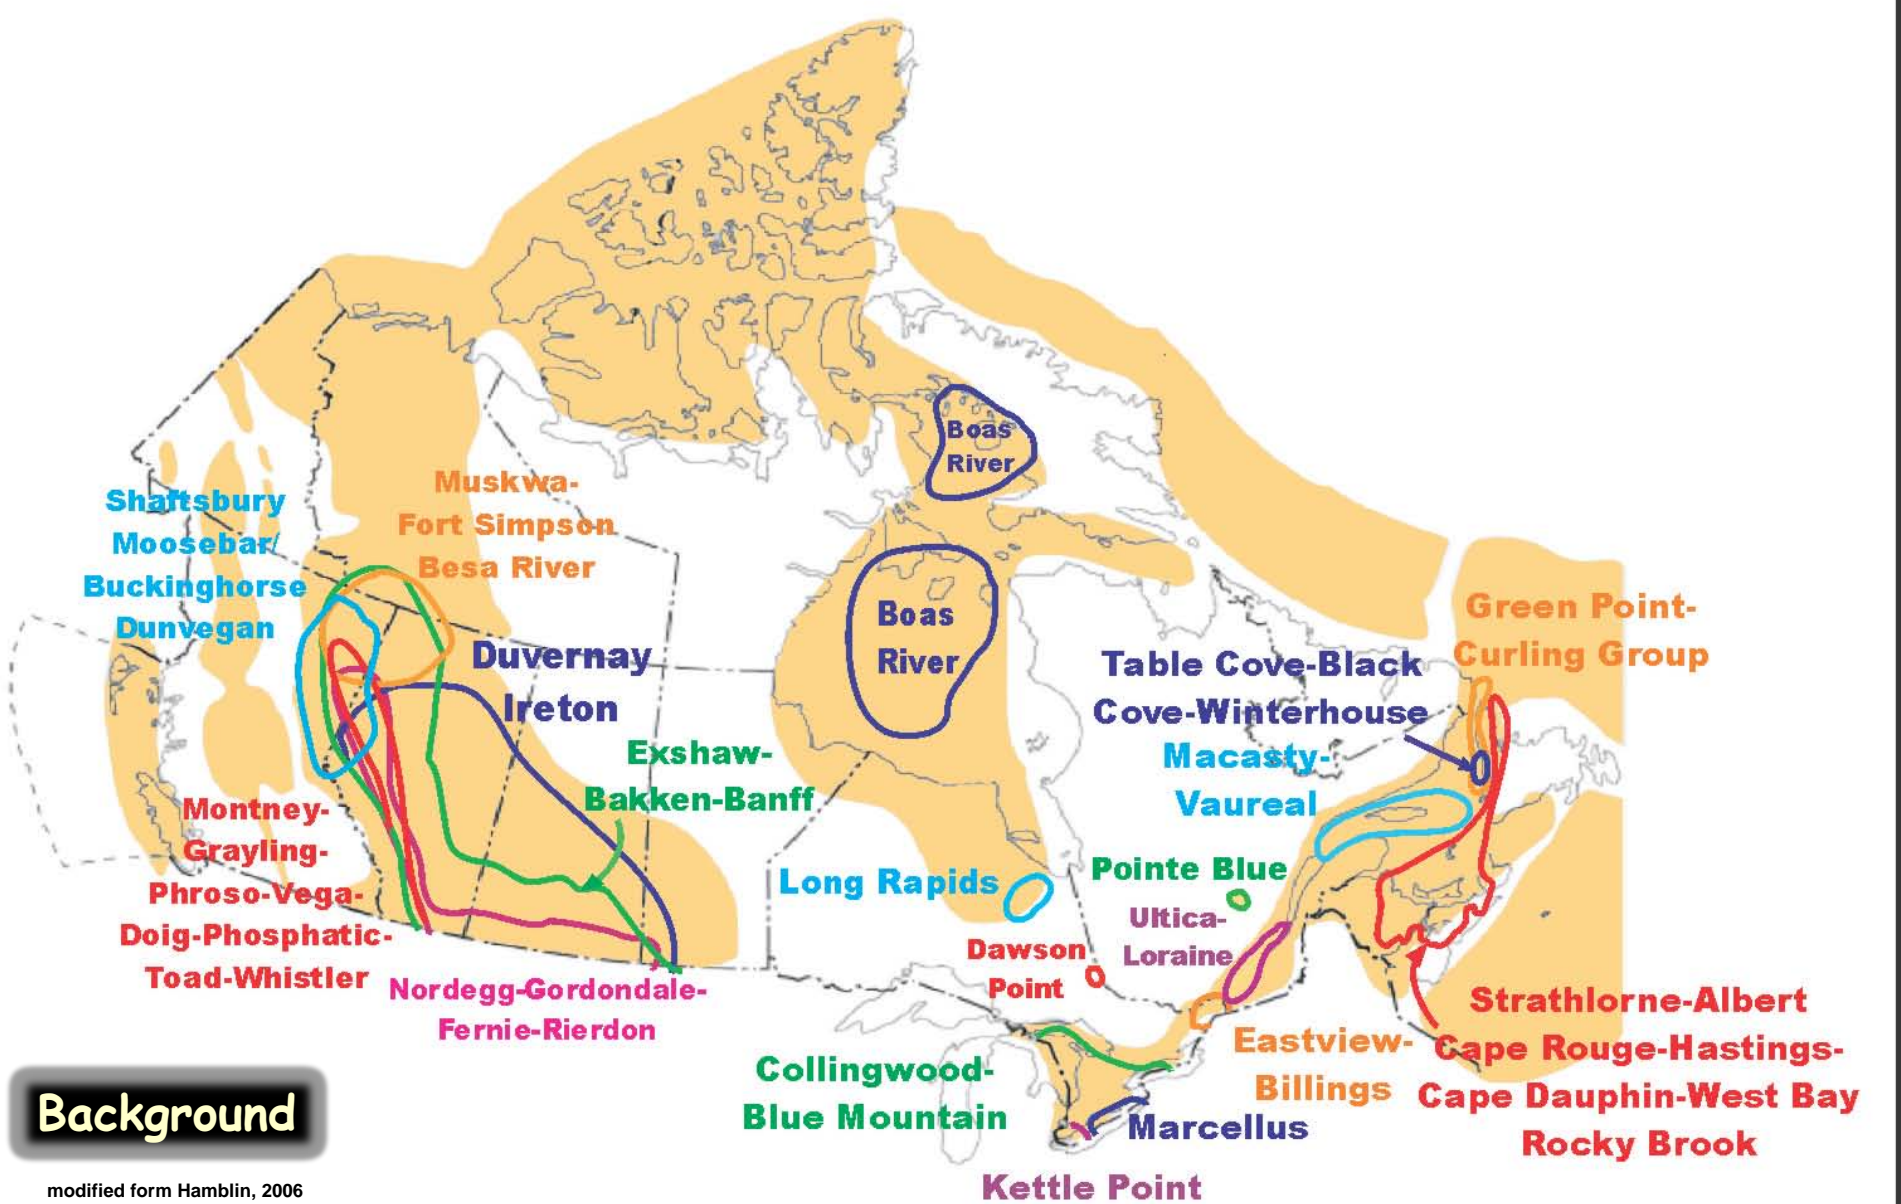 Boas
River
Muskwa-
Fort Simpson
Besa River
Shaftsbury
Moosebar/
Buckinghorse
Dunvegan
Boas
River
Green Point-
Curling Group
Duvernay
Ireton
Table Cove-Black
Cove-Winterhouse
Exshaw-
Bakken-Banff
Macasty-
Vaureal
Montney-
Grayling-
Phroso-Vega-
Doig-Phosphatic-
Toad-Whistler
Long Rapids
Pointe Blue
Ultica-
Loraine
Dawson
Point
Nordegg-Gordondale-
Fernie-Rierdon
Strathlorne-Albert
Cape Rouge-Hastings-
Cape Dauphin-West Bay
Rocky Brook
Eastview-
Billings
Collingwood-
Blue Mountain
Marcellus
Kettle Point
Background
modified form Hamblin, 2006